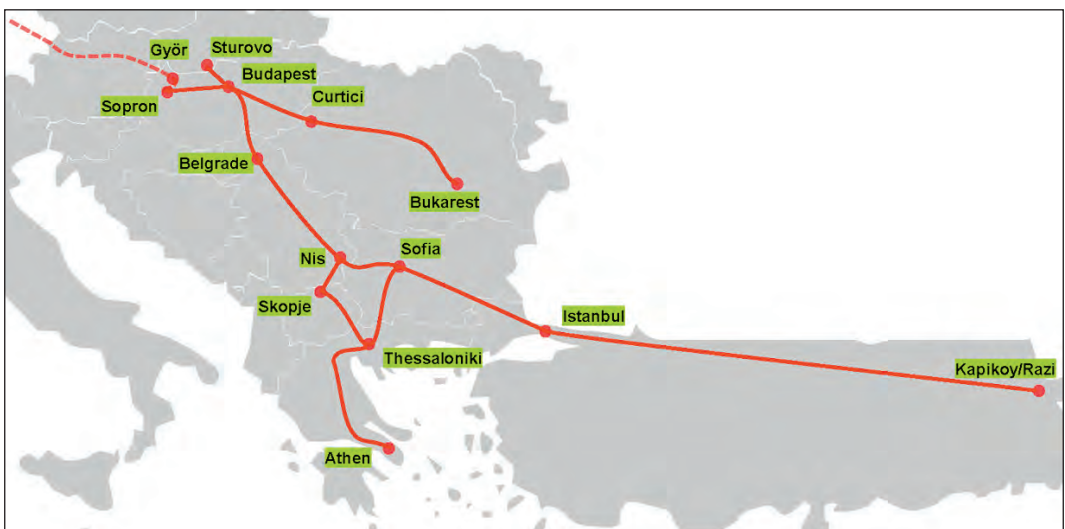 Györ
Sturovo
Budapest
Sopron
Curtici
Belgrade
Bukarest
Nis
Sofia
Skopje
Istanbul
Thessaloniki
Kapikoy/Razi
Athen